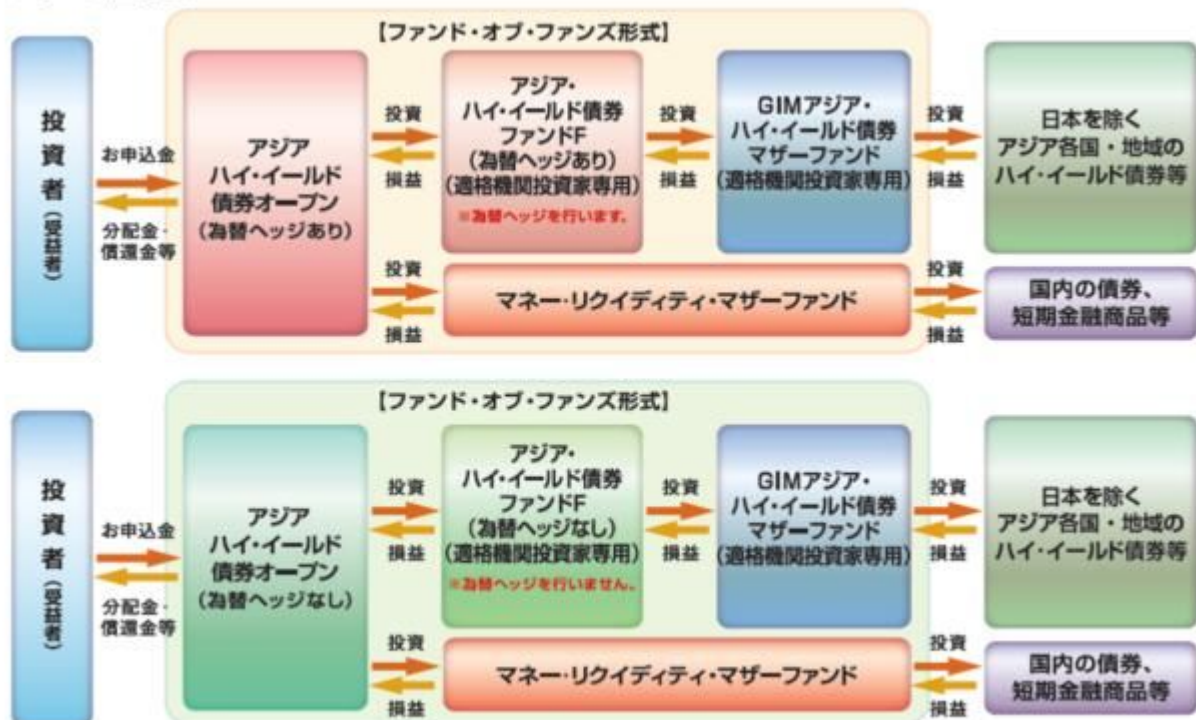 【ファンド・オブ・ファンズ形式】
投資者(受益者)
お申込金
分配金・
償還金等
アジア
ハイ・イールド
債券オープン
(為替ヘッジあり)
投資
損益
アジア・
ハイ・イールド債券
ファンドF
(為替ヘッジあり)
(適格機関投資家専用)
※為替ヘッジを行います。
投資
損益
GIMアジア・
ハイ・イールド債券
マザーファンド
(適格機関投資家専用)
投資
損益
日本を除く
アジア各国・地域の
ハイ・イールド債券等
投資
損益
マネー・リクイディティ・マザーファンド
投資
損益
国内の債券、
短期金融商品等
【ファンド・オブ・ファンズ形式】
投資者(受益者)
お申込金
分配金・
償還金等
アジア
ハイ・イールド
債券オープン
(為替ヘッジなし)
投資
損益
アジア・
ハイ・イールド債券
ファンドF
(為替ヘッジなし)
(適格機関投資家専用)
※為替ヘッジを行いません。
投資
損益
GIMアジア・
ハイ・イールド債券
マザーファンド
(適格機関投資家専用)
投資
損益
日本を除く
アジア各国・地域の
ハイ・イールド債券等
投資
損益
マネー・リクイディティ・マザーファンド
投資
損益
国内の債券、
短期金融商品等